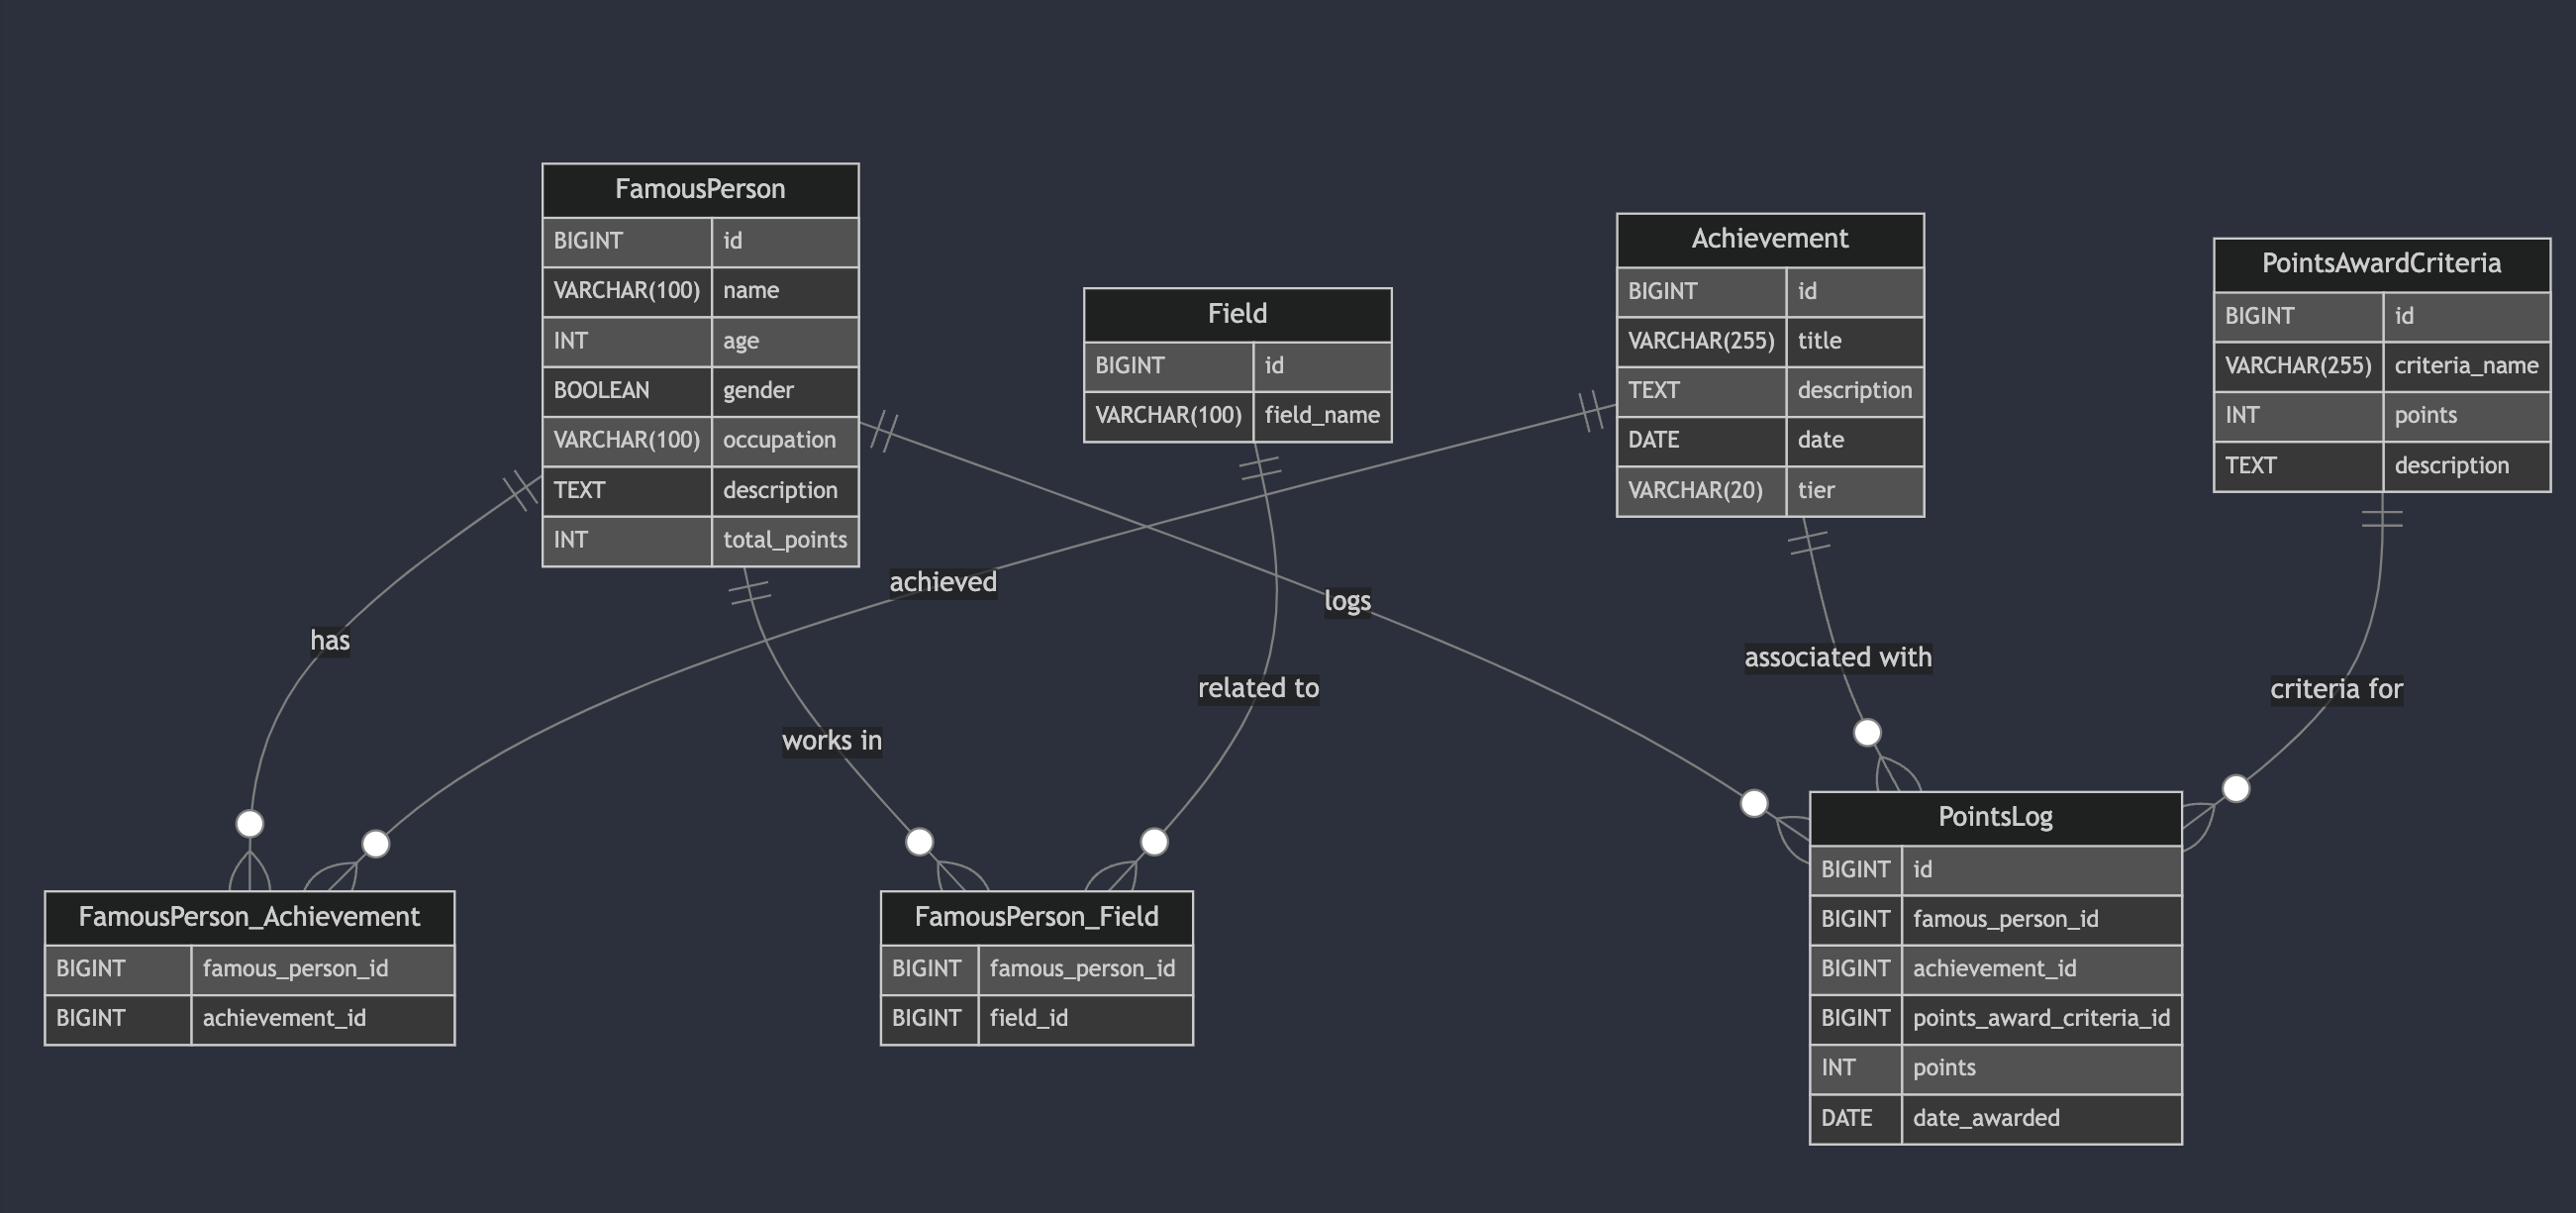 FamousPerson
BIGINT id
VARCHAR(100) name
INT age
BOOLEAN gender
VARCHAR(100) occupation
TEXT description
INT total_points
Field
BIGINT id
VARCHAR(100) field_name
Achievement
BIGINT id
VARCHAR(255) title
TEXT description
DATE date
VARCHAR(20) tier
PointsAwardCriteria
BIGINT id
VARCHAR(255) criteria_name
INT points
TEXT description
achieved
logs
has
associated with
related to
criteria for
works in
FamousPerson_Achievement
BIGINT famous_person_id
BIGINT achievement_id
FamousPerson_Field
BIGINT famous_person_id
BIGINT field_id
PointsLog
BIGINT id
BIGINT famous_person_id
BIGINT achievement_id
BIGINT points_award_criteria_id
INT points
DATE date_awarded